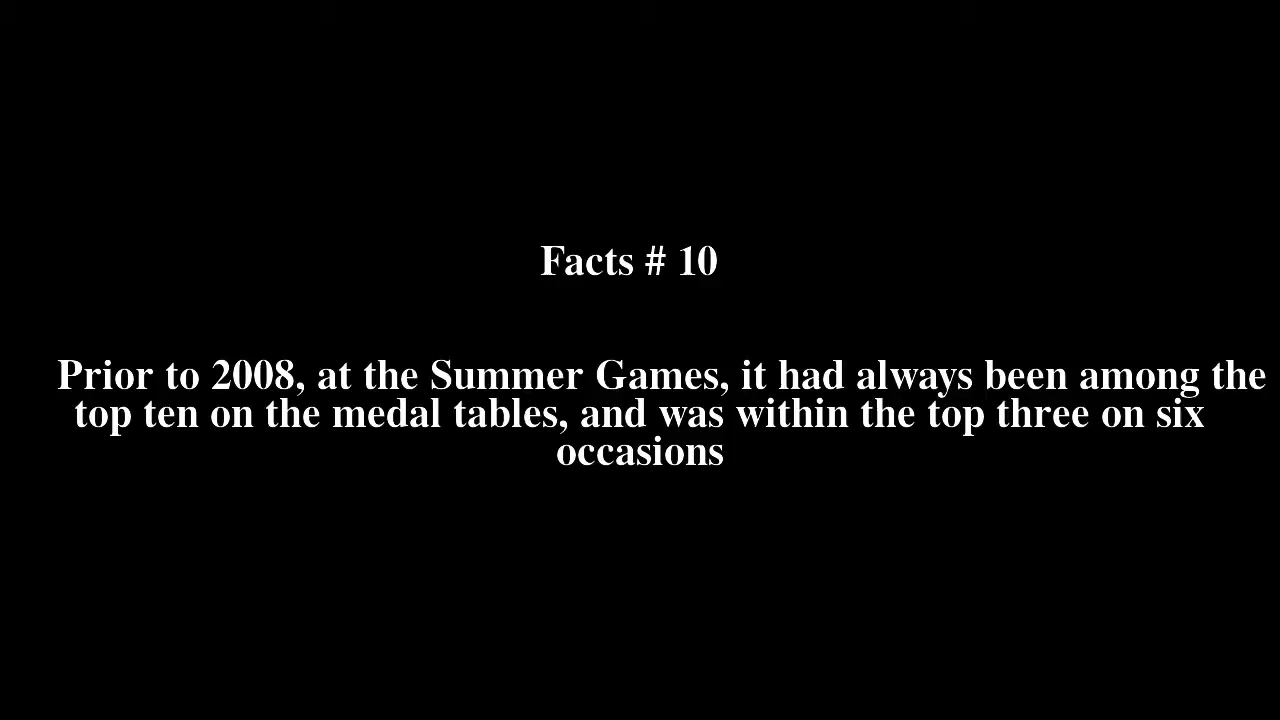 Facts # 10
Prior to 2008, at the Summer Games, it had always been among the
top ten on the medal tables, and was within the top three on six
occasions